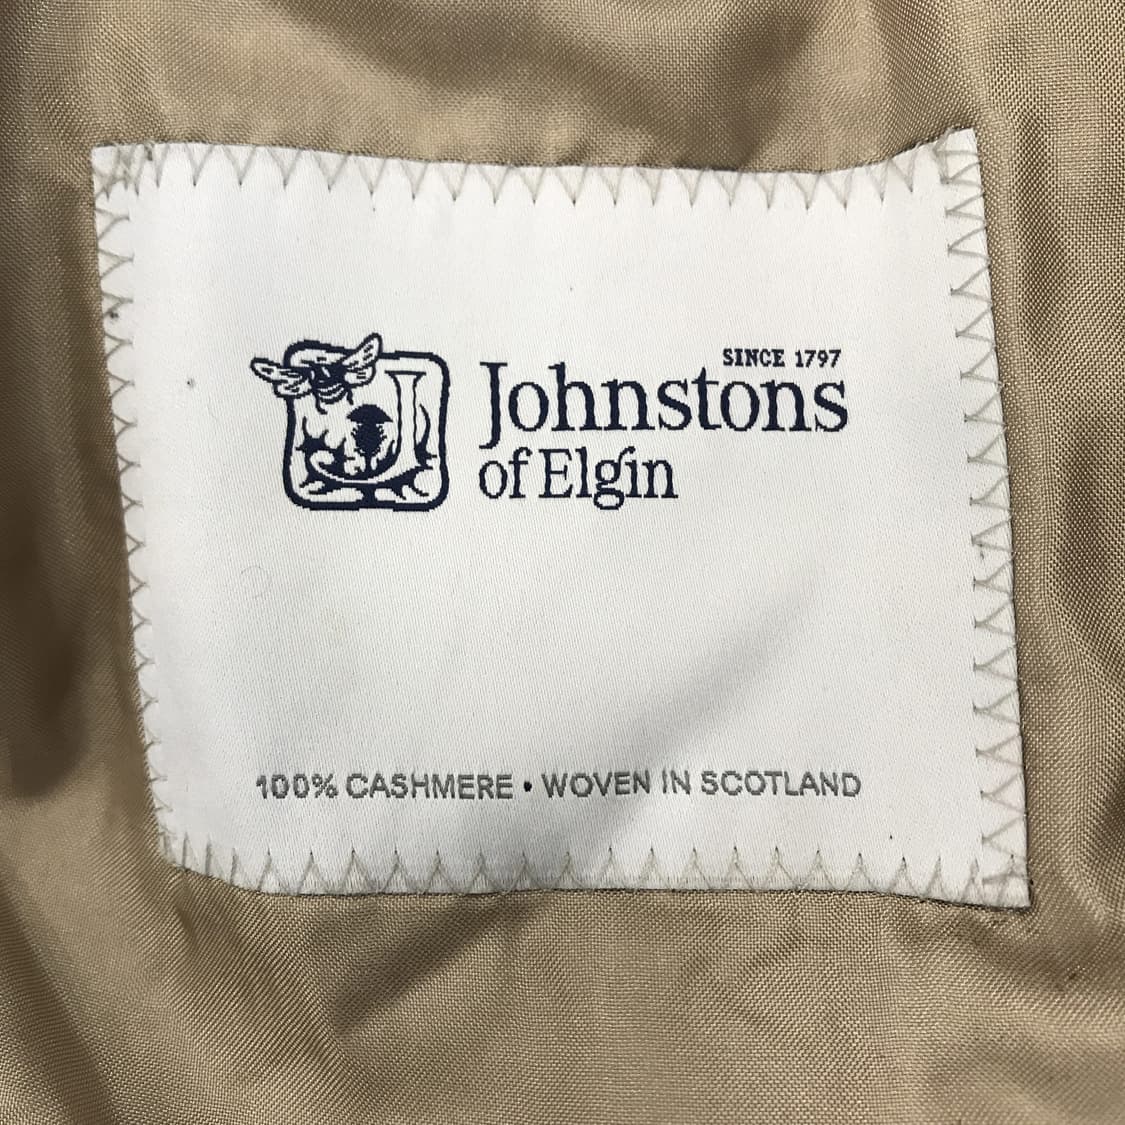 SINCE 1797
Johnstons
of Elgin
100% CASHMERE • WOVEN IN SCOTLAND